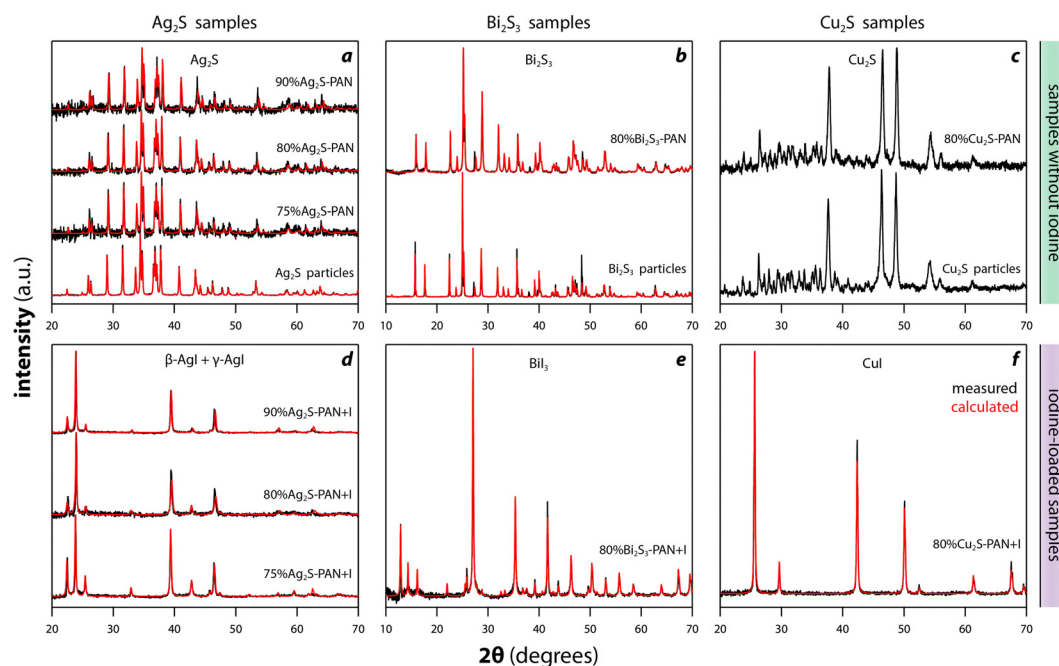 Ag₂S samples
Bi₂S₃ samples
Cu₂S samples
a
Ag₂S
90%Ag₂S-PAN
80%Ag₂S-PAN
75%Ag₂S-PAN
Ag₂S particles
20 30 40 50 60 70
b
Bi₂S₃
80%Bi₂S₃-PAN
Bi₂S₃ particles
10 20 30 40 50 60 70
c
Cu₂S
80%Cu₂S-PAN
Cu₂S particles
20 30 40 50 60 70
samples without iodine
intensity (a.u.)
d
β-AgI + γ-AgI
90%Ag₂S-PAN+I
80%Ag₂S-PAN+I
75%Ag₂S-PAN+I
20 30 40 50 60 70
e
BiI₃
80%Bi₂S₃-PAN+I
10 20 30 40 50 60 70
f
CuI
measured
calculated
80%Cu₂S-PAN+I
20 30 40 50 60 70
iodine-loaded samples
2θ (degrees)